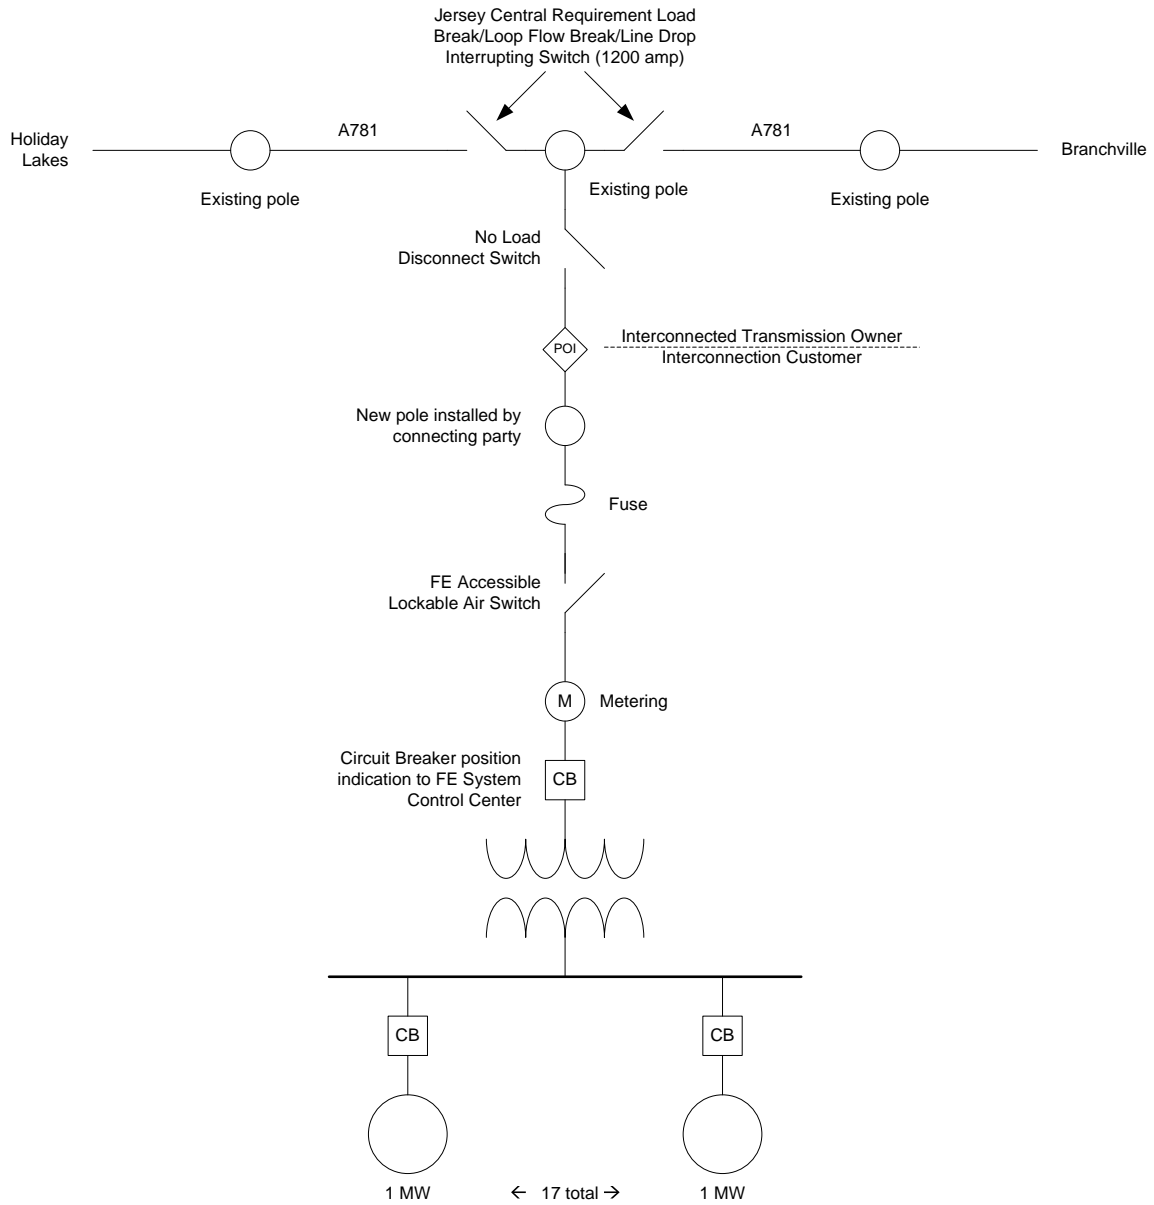 Jersey Central Requirement Load
Break/Loop Flow Break/Line Drop
Interrupting Switch (1200 amp)
Holiday
Lakes
A781
A781
Branchville
Existing pole
Existing pole
Existing pole
No Load
Disconnect Switch
POI
Interconnected Transmission Owner
Interconnection Customer
New pole installed by
connecting party
Fuse
FE Accessible
Lockable Air Switch
M
Metering
Circuit Breaker position
indication to FE System
Control Center
CB
CB
CB
1 MW
← 17 total →
1 MW